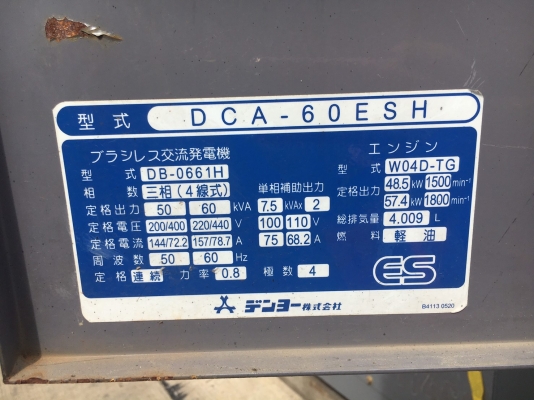 型式 DCA-60ESH
ブラシレス交流発電機
型式 DB-0661H
相数 三相(4線式) 単相補助出力
定格出力 50 60 kVA 7.5 kVAx 2
定格電圧 200/400 220/440 V 100 110 V
定格電流 144/72.2 157/78.7 A 75 68.2 A
周波数 50 60 Hz
定格 連続 力率 0.8 極数 4
エンジン
型式 W04D-TG
定格出力 48.5 kW 1500 min⁻¹
57.4 kW 1800 min⁻¹
総排気量 4.009 L
燃料 軽油
ES
デンヨー株式会社
B4113 0520